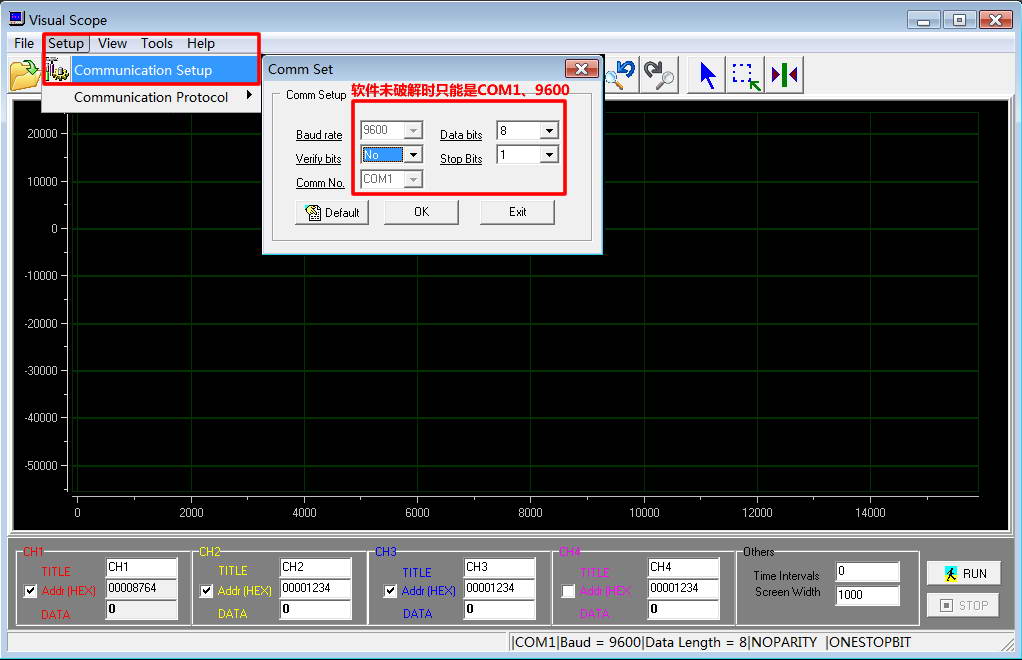 Visual Scope
File Setup View Tools Help
Communication Setup
Communication Protocol
Comm Set
Comm Setup
软件未破解时只能是COM1、9600
Baud rate 9600 Data bits 8
Verify bits No Stop Bits 1
Comm No. COM1
Default OK Exit
20000
10000
0
-10000
-20000
-30000
-40000
-50000
0 2000 4000 6000 8000 10000 12000 14000
CH1
TITLE CH1
Addr (HEX) 00008764
DATA 0
CH2
TITLE CH2
Addr (HEX) 00001234
DATA 0
CH3
TITLE CH3
Addr (HEX) 00001234
DATA 0
CH4
TITLE CH4
Addr (HEX 00001234
DATA 0
Others
Time Intervals 0
Screen Width 1000
RUN
STOP
|COM1|Baud = 9600|Data Length = 8|NOPARITY |ONESTOPBIT